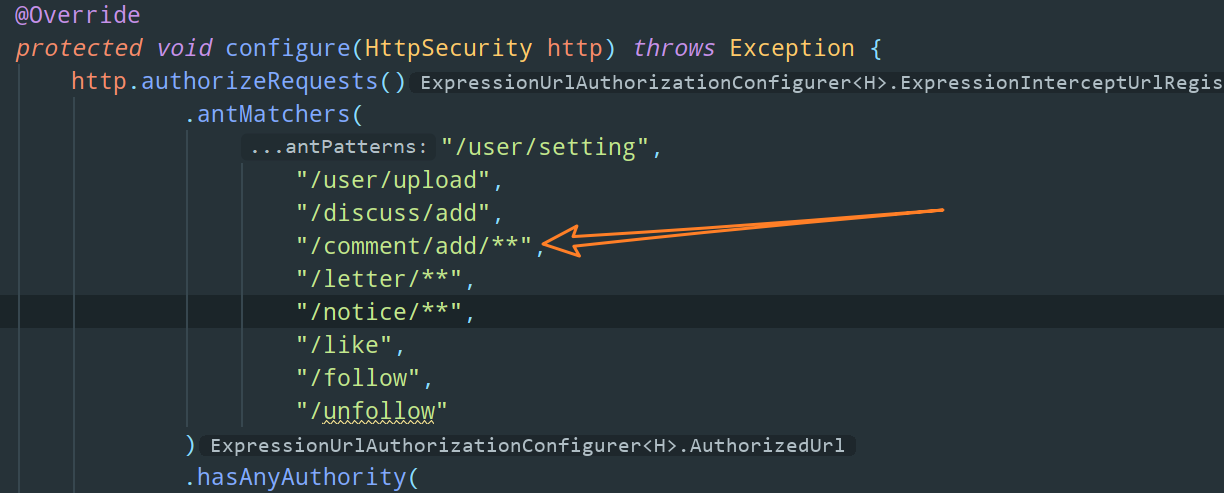 @Override
protected void configure(HttpSecurity http) throws Exception {
http.authorizeRequests() ExpressionUrlAuthorizationConfigurer<H>.ExpressionInterceptUrlRegis
.antMatchers(
...antPatterns: "/user/setting",
"/user/upload",
"/discuss/add",
"/comment/add/**",
"/letter/**",
"/notice/**",
"/like",
"/follow",
"/unfollow"
) ExpressionUrlAuthorizationConfigurer<H>.AuthorizedUrl
.hasAnyAuthority(